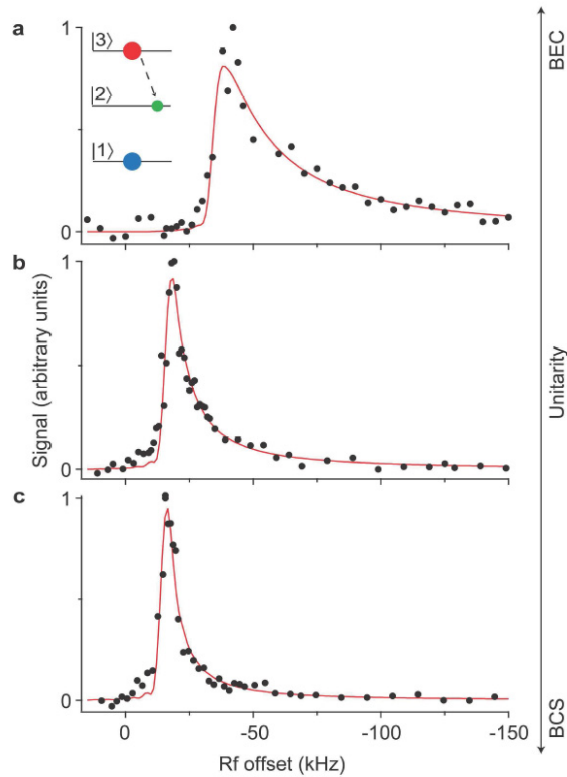 a
|3⟩
|2⟩
|1⟩
1
0
b
1
0
c
1
0
0
-50
-100
-150
Rf offset (kHz)
Signal (arbitrary units)
BEC
Unitarity
BCS